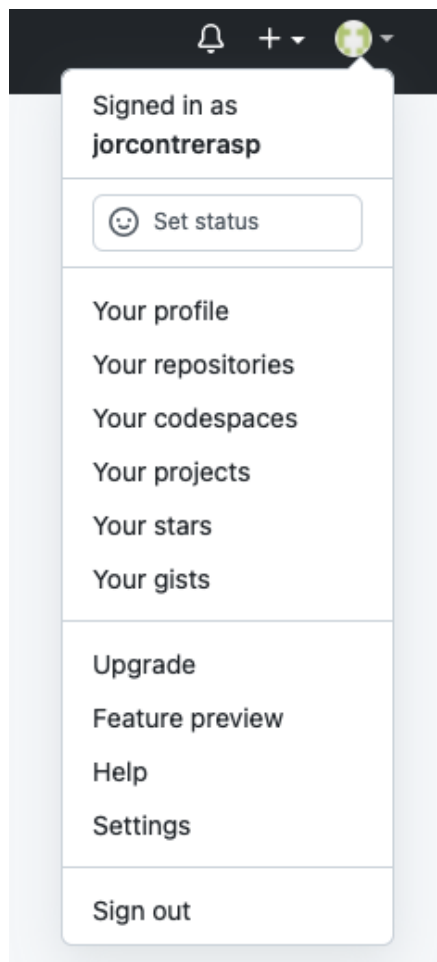 Signed in as
jorcontrerasp
Set status
Your profile
Your repositories
Your codespaces
Your projects
Your stars
Your gists
Upgrade
Feature preview
Help
Settings
Sign out